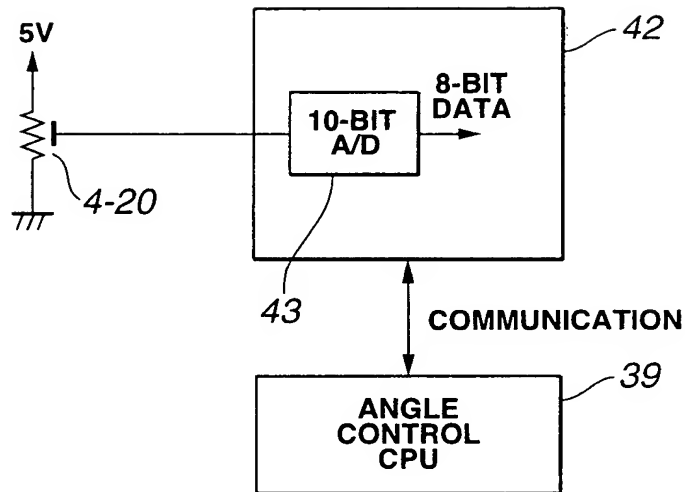 5V
42
8-BIT
DATA
10-BIT
A/D
4-20
43
COMMUNICATION
39
ANGLE
CONTROL
CPU